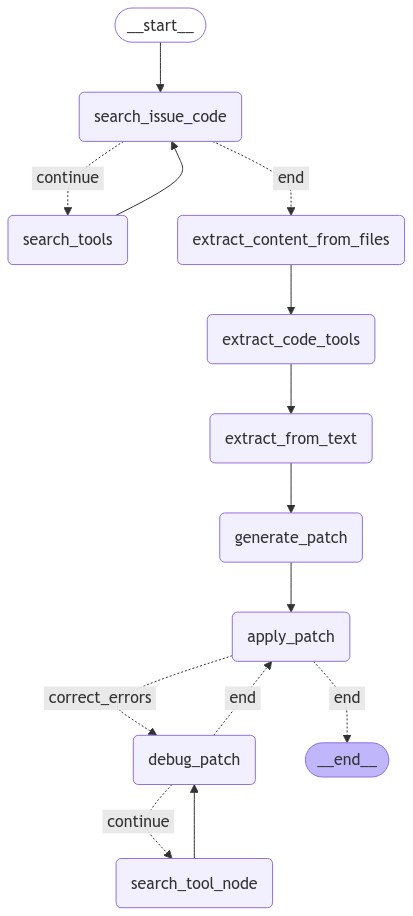 __start__
search_issue_code
continue
end
search_tools
extract_content_from_files
extract_code_tools
extract_from_text
generate_patch
apply_patch
correct_errors
end
end
debug_patch
__end__
continue
search_tool_node